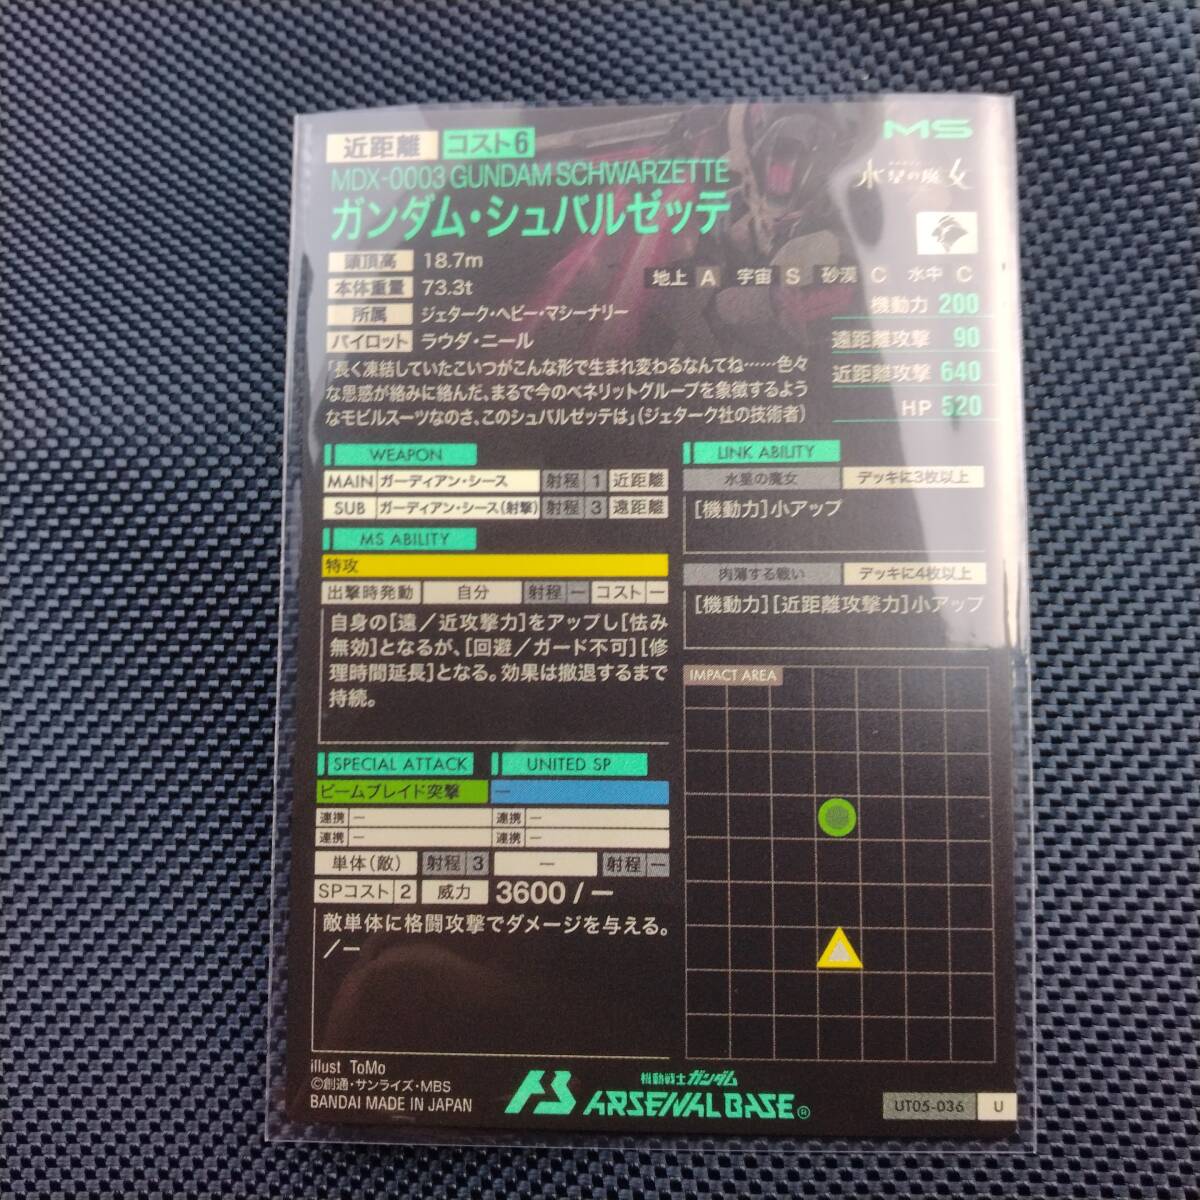 近距離 コスト6
MS
MDX-0003 GUNDAM SCHWARZETTE
水星の魔女
ガンダム・シュバルゼッテ
頭頂高 18.7m
本体重量 73.3t
所属 ジェターク・ヘビー・マシーナリー
パイロット ラウダ・ニール
地上 A 宇宙 S 砂漠 C 水中 C
機動力 200
遠距離攻撃 90
近距離攻撃 640
HP 520
「長く凍結していたこいつがこんな形で生まれ変わるなんてね……色々
な思惑が絡みに絡んだ、まるで今のベネリットグループを象徴するよう
なモビルスーツなのさ、このシュバルゼッテは」(ジェターク社の技術者)
WEAPON
MAIN ガーディアン・シース 射程 1 近距離
SUB ガーディアン・シース(射撃) 射程 3 遠距離
MS ABILITY
特攻
出撃時発動 自分 射程 ー コスト ー
自身の[遠/近攻撃力]をアップし[怯み
無効]となるが、[回避/ガード不可][修
理時間延長]となる。効果は撤退するまで
持続。
LINK ABILITY
水星の魔女 デッキに3枚以上
[機動力]小アップ
肉薄する戦い デッキに4枚以上
[機動力][近距離攻撃力]小アップ
IMPACT AREA
SPECIAL ATTACK UNITED SP
ビームブレイド突撃 ー
連携 ー 連携 ー
連携 ー 連携 ー
単体(敵) 射程 3 ー 射程 ー
SPコスト 2 威力 3600/ー
敵単体に格闘攻撃でダメージを与える。
/ー
illust ToMo
©創通・サンライズ・MBS
BANDAI MADE IN JAPAN
機動戦士ガンダム
ARSENAL BASE®
UT05-036 U